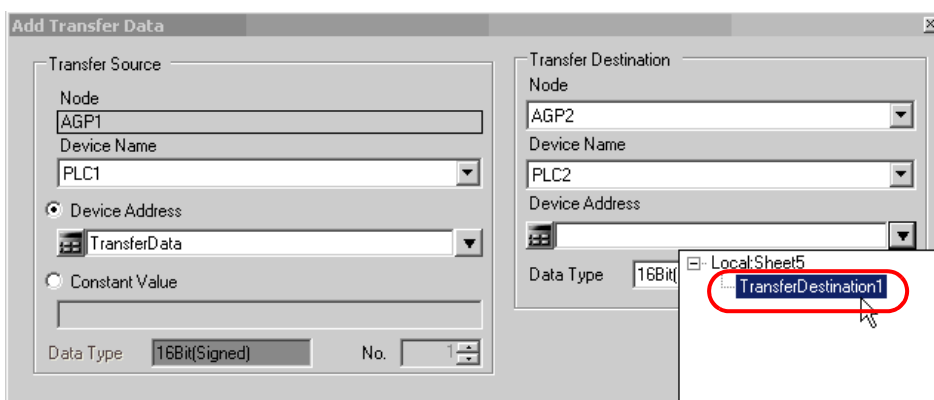 Add Transfer Data
Transfer Source
Node
AGP1
Device Name
PLC1
Device Address
TransferData
Constant Value
Data Type 16Bit(Signed) No. 1
Transfer Destination
Node
AGP2
Device Name
PLC2
Device Address
Data Type 16Bit(
Local:Sheet5
TransferDestination1